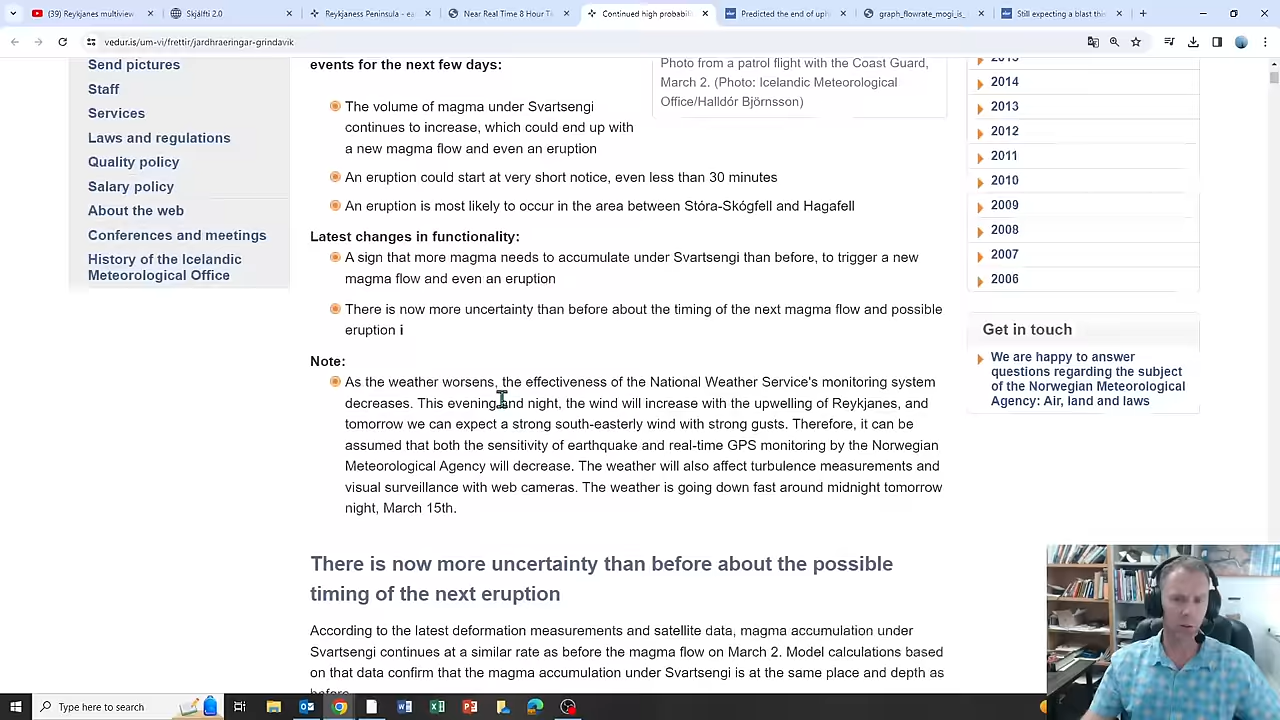 (39) Reykjanes multiview
Skjálfti 2.0
Reykjaness Peninsula - ea
Real Time 8 Hour Ti
Continued high probabil
Predicted the end of upfl
graph_flowrate_mogi_is_
Still expecting a blast this
vedur.is/um-vi/frettir/jardhraeringar-grindavik
Send pictures
Staff
Services
Laws and regulations
Quality policy
Salary policy
About the web
Conferences and meetings
History of the Icelandic
Meteorological Office
events for the next few days:
The volume of magma under Svartsengi
continues to increase, which could end up with
a new magma flow and even an eruption
An eruption could start at very short notice, even less than 30 minutes
An eruption is most likely to occur in the area between Stóra-Skógfell and Hagafell
Latest changes in functionality:
A sign that more magma needs to accumulate under Svartsengi than before, to trigger a new
magma flow and even an eruption
There is now more uncertainty than before about the timing of the next magma flow and possible
eruption i
Note:
As the weather worsens, the effectiveness of the National Weather Service's monitoring system
decreases. This evening and night, the wind will increase with the upwelling of Reykjanes, and
tomorrow we can expect a strong south-easterly wind with strong gusts. Therefore, it can be
assumed that both the sensitivity of earthquake and real-time GPS monitoring by the Norwegian
Meteorological Agency will decrease. The weather will also affect turbulence measurements and
visual surveillance with web cameras. The weather is going down fast around midnight tomorrow
night, March 15th.
There is now more uncertainty than before about the possible
timing of the next eruption
According to the latest deformation measurements and satellite data, magma accumulation under
Svartsengi continues at a similar rate as before the magma flow on March 2. Model calculations based
on that data confirm that the magma accumulation under Svartsengi is at the same place and depth as
before.
Photo from a patrol flight with the Coast Guard,
March 2. (Photo: Icelandic Meteorological
Office/Halldór Björnsson)
2015
2014
2013
2012
2011
2010
2009
2008
2007
2006
Get in touch
We are happy to answer
questions regarding the subject
of the Norwegian Meteorological
Agency: Air, land and laws
Type here to search